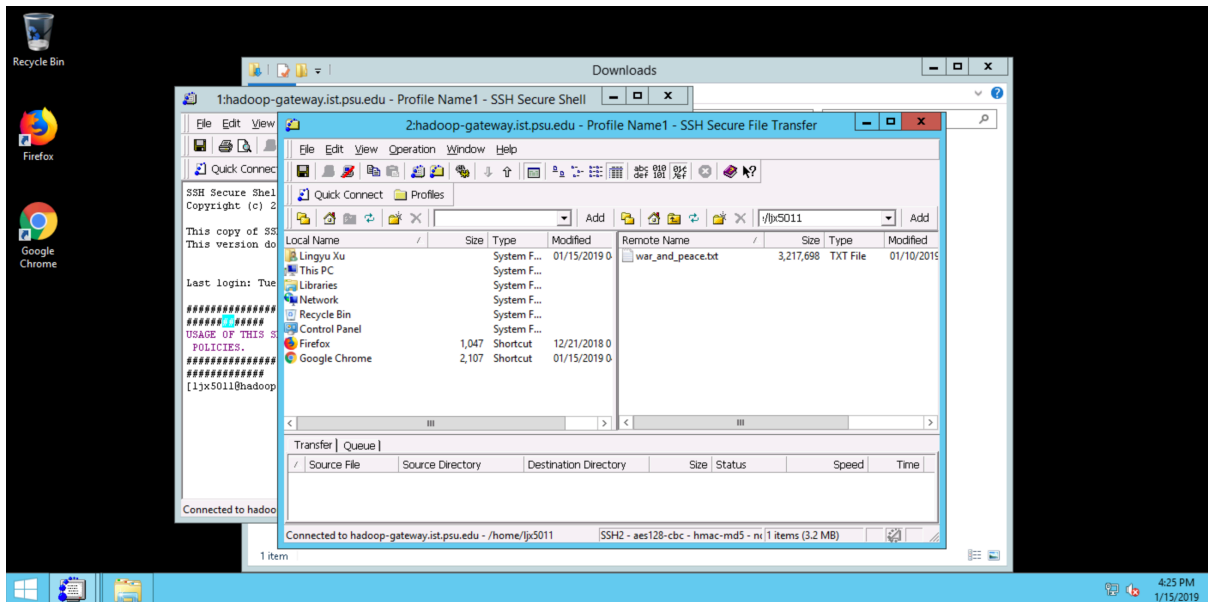 Recycle Bin
Firefox
Google
Chrome
Downloads
1:hadoop-gateway.ist.psu.edu - Profile Name1 - SSH Secure Shell
File Edit View
Quick Connec
SSH Secure Shel
Copyright (c) 2
This copy of SS
This version do
Last login: Tue
###############
######## #####
USAGE OF THIS S
POLICIES.
###############
#############
[ljx5011@hadoop
Connected to hadoo
2:hadoop-gateway.ist.psu.edu - Profile Name1 - SSH Secure File Transfer
File Edit View Operation Window Help
Quick Connect Profiles
Add :/ljx5011 Add
Local Name / Size Type Modified Remote Name / Size Type Modified
Lingyu Xu System F... 01/15/2019 0 war_and_peace.txt 3,217,698 TXT File 01/10/2019
This PC System F...
Libraries System F...
Network System F...
Recycle Bin System F...
Control Panel System F...
Firefox 1,047 Shortcut 12/21/2018 0
Google Chrome 2,107 Shortcut 01/15/2019 0
Transfer Queue
/ Source File Source Directory Destination Directory Size Status Speed Time
Connected to hadoop-gateway.ist.psu.edu - /home/ljx5011 SSH2 - aes128-cbc - hmac-md5 - nc 1 items (3.2 MB)
1 item
4:25 PM
1/15/2019